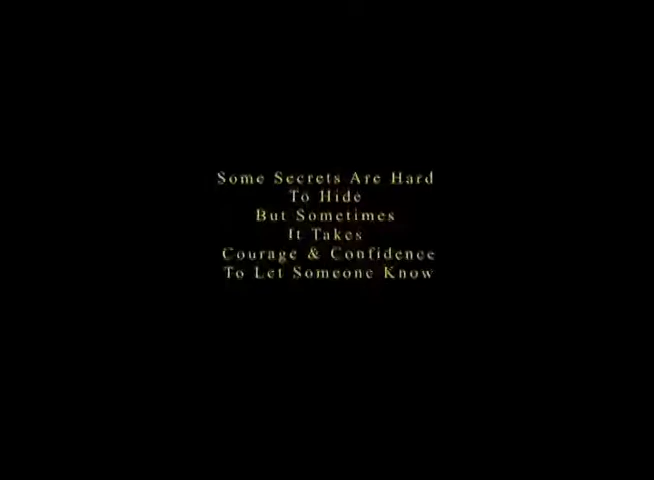 Some Secrets Are Hard
To Hide
But Sometimes
It Takes
Courage & Confidence
To Let Someone Know